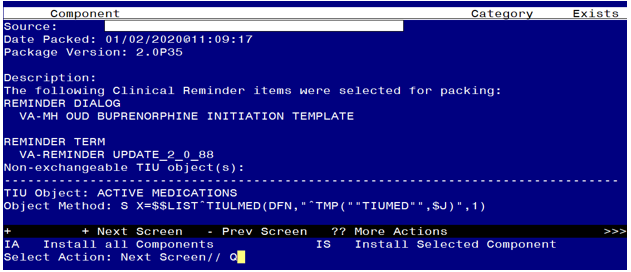 Component Category Exists
Source:
Date Packed: 01/02/2020@11:09:17
Package Version: 2.0P35
Description:
The following Clinical Reminder items were selected for packing:
REMINDER DIALOG
VA-MH OUD BUPRENORPHINE INITIATION TEMPLATE
REMINDER TERM
VA-REMINDER UPDATE_2_0_88
Non-exchangeable TIU object(s):
--------------------------------------------------------------------------------
TIU Object: ACTIVE MEDICATIONS
Object Method: S X=$$LIST^TIULMED(DFN,"^TMP(""TIUMED"",$J)",1)
+ + Next Screen - Prev Screen ?? More Actions >>>
IA Install all Components IS Install Selected Component
Select Action: Next Screen// Q